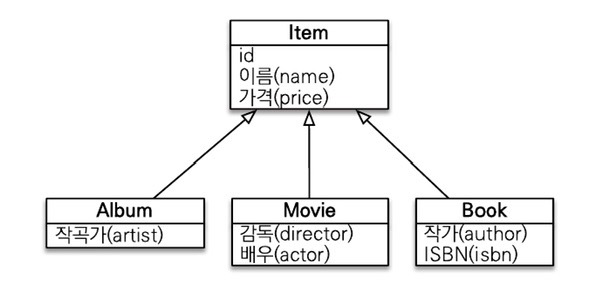 Item
id
이름(name)
가격(price)
Album
작곡가(artist)
Movie
감독(director)
배우(actor)
Book
작가(author)
ISBN(isbn)